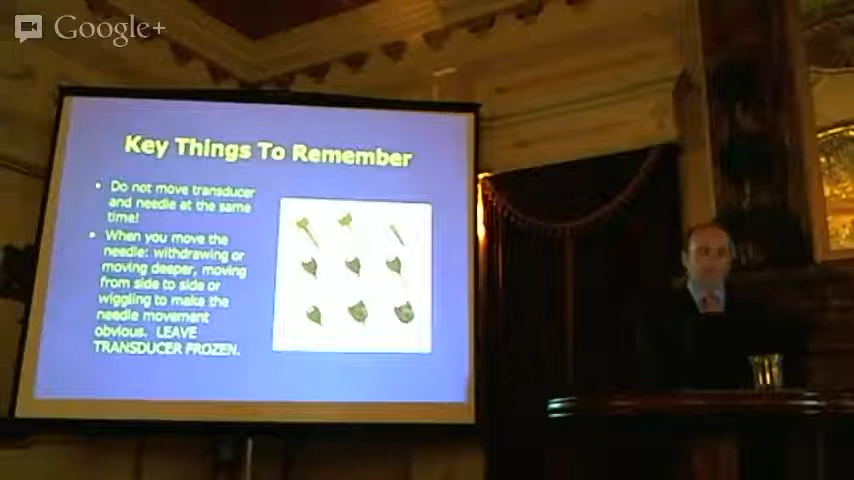 Google+
Key Things To Remember
• Do not move transducer
and needle at the same
time!
• When you move the
needle: withdrawing or
moving deeper, moving
from side to side or
wiggling to make the
needle movement
obvious. LEAVE
TRANSDUCER FROZEN.